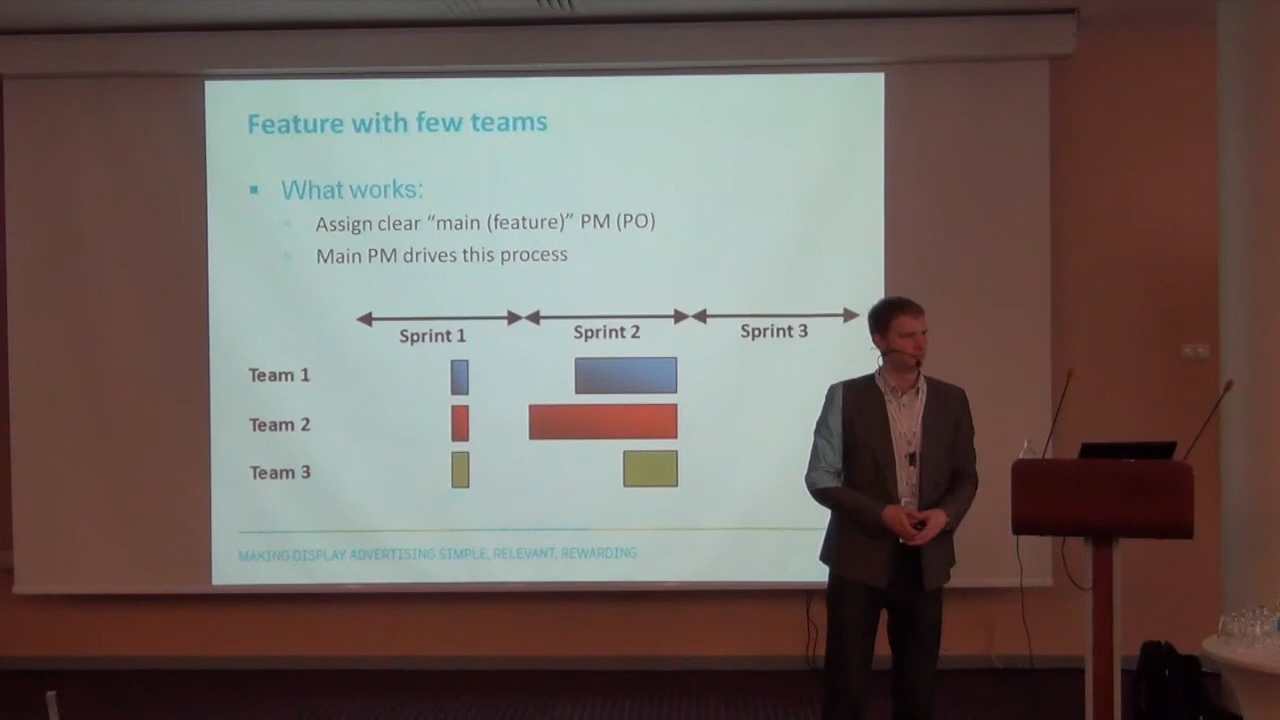 Feature with few teams
What works:
Assign clear “main (feature)” PM (PO)
Main PM drives this process
Sprint 1 Sprint 2 Sprint 3
Team 1
Team 2
Team 3
MAKING DISPLAY ADVERTISING SIMPLE, RELEVANT, REWARDING